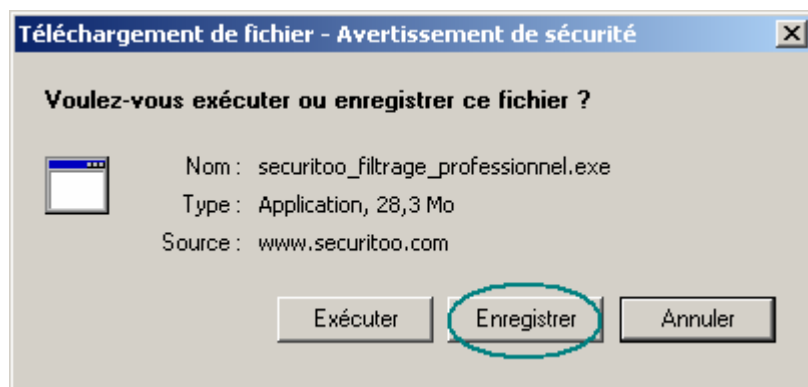 Téléchargement de fichier - Avertissement de sécurité
Voulez-vous exécuter ou enregistrer ce fichier ?
Nom : securitoo_filtrage_professionnel.exe
Type : Application, 28,3 Mo
Source : www.securitoo.com
Exécuter Enregistrer Annuler